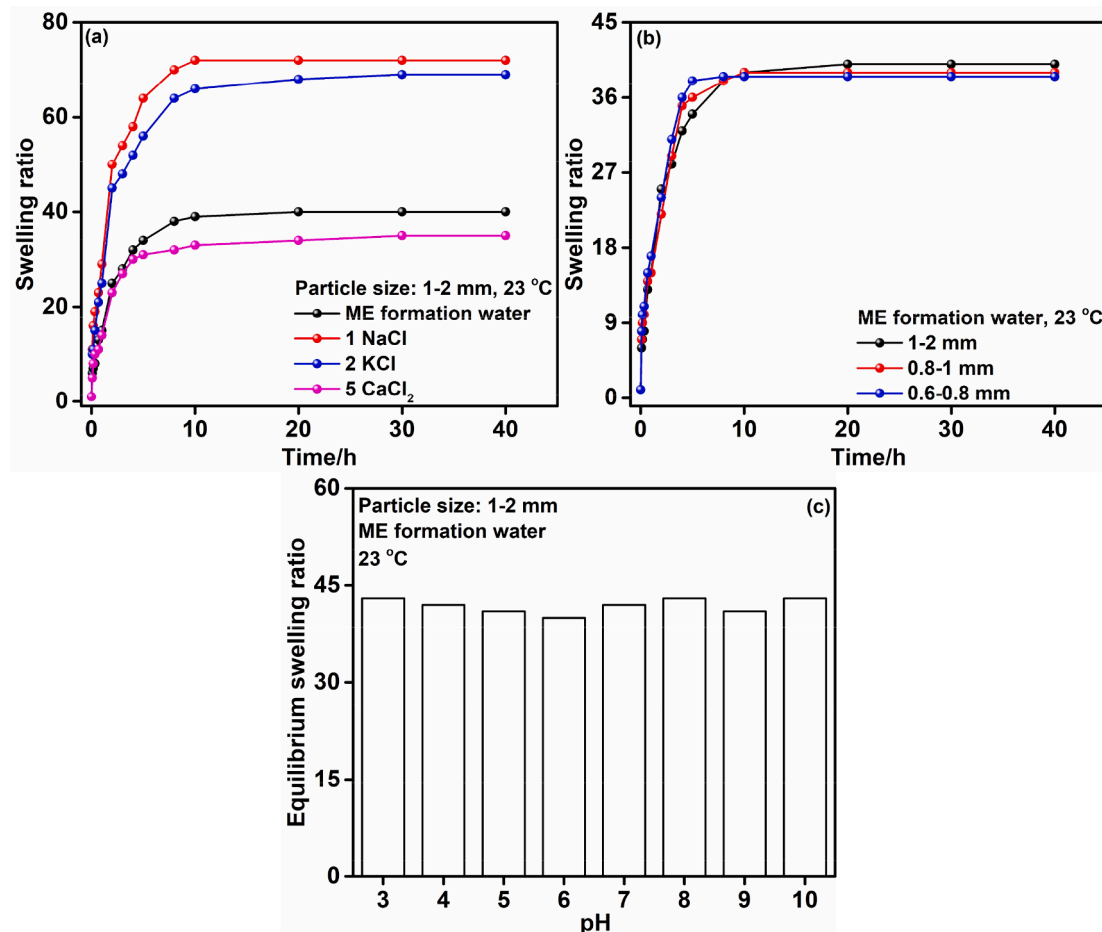 (a)
80
60
40
20
0
Swelling ratio
Particle size: 1-2 mm, 23 °C
ME formation water
1 NaCl
2 KCl
5 CaCl₂
0 10 20 30 40
Time/h
(b)
45
36
27
18
9
0
Swelling ratio
ME formation water, 23 °C
1-2 mm
0.8-1 mm
0.6-0.8 mm
0 10 20 30 40
Time/h
(c)
60
45
30
15
0
Equilibrium swelling ratio
Particle size: 1-2 mm
ME formation water
23 °C
3 4 5 6 7 8 9 10
pH